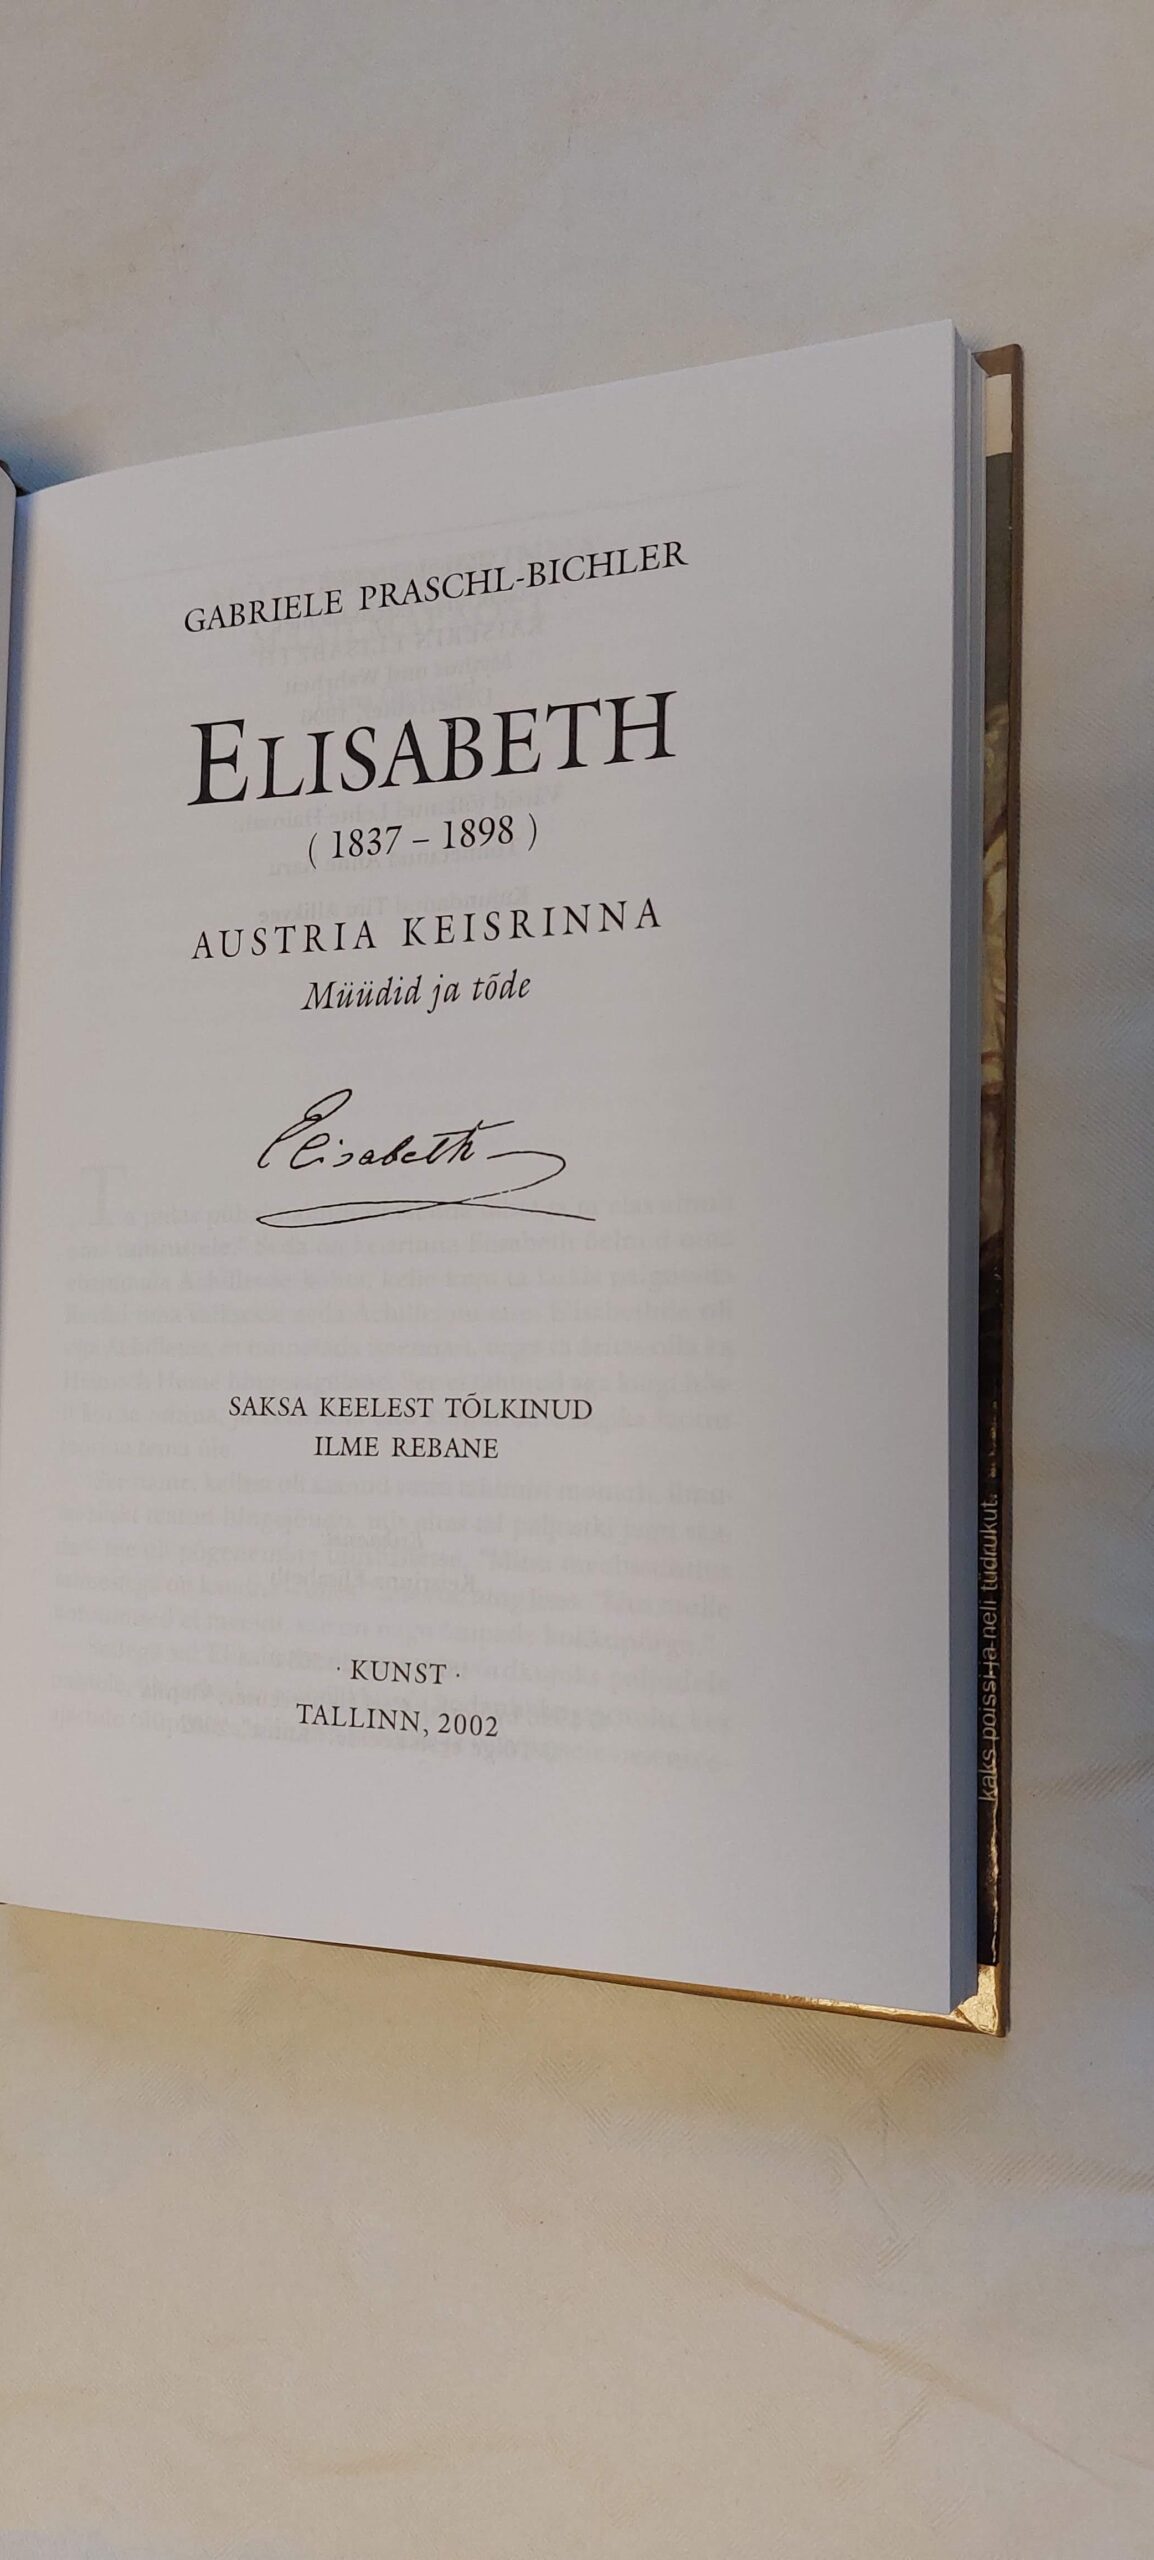 GABRIELE PRASCHL-BICHLER
ELISABETH
( 1837 – 1898 )
AUSTRIA KEISRINNA
Müüdid ja tõde
Elisabeth
SAKSA KEELEST TÕLKINUD
ILME REBANE
· KUNST ·
TALLINN, 2002
kaks poissi ja neli tüdrukut.